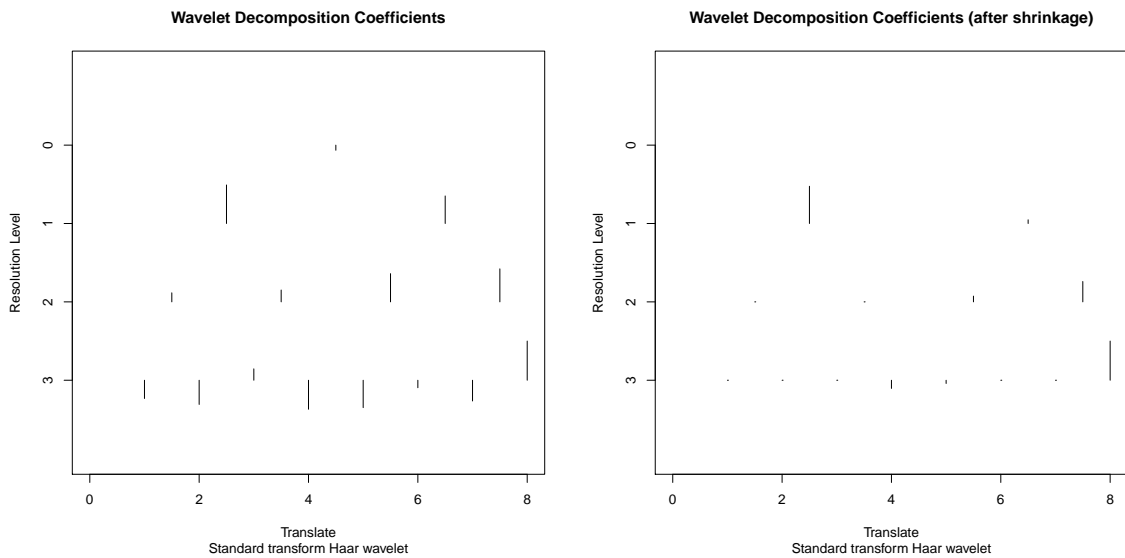 Wavelet Decomposition Coefficients
Resolution Level
0
1
2
3
0 2 4 6 8
Translate
Standard transform Haar wavelet
Wavelet Decomposition Coefficients (after shrinkage)
Resolution Level
0
1
2
3
0 2 4 6 8
Translate
Standard transform Haar wavelet